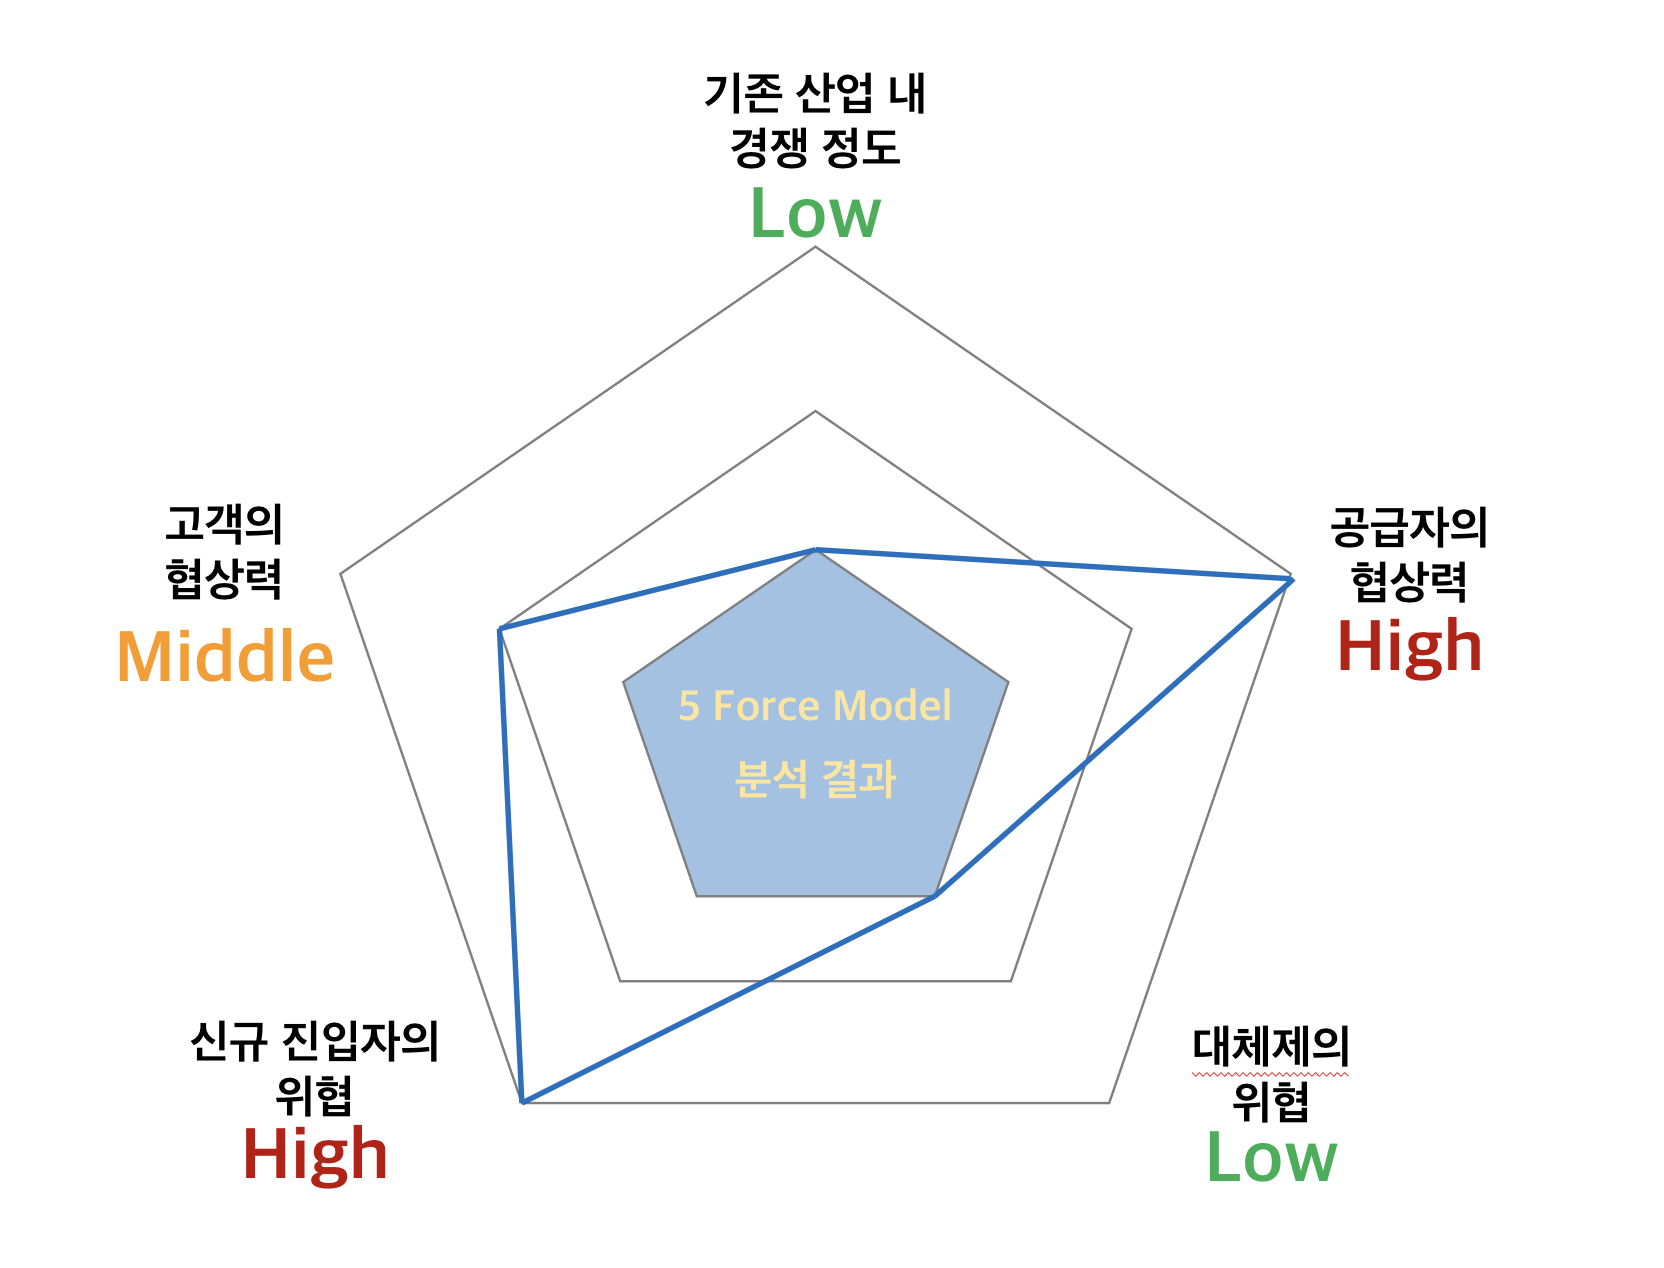 기존 산업 내
경쟁 정도
Low
고객의
협상력
Middle
공급자의
협상력
High
5 Force Model
분석 결과
신규 진입자의
위협
High
대체제의
위협
Low